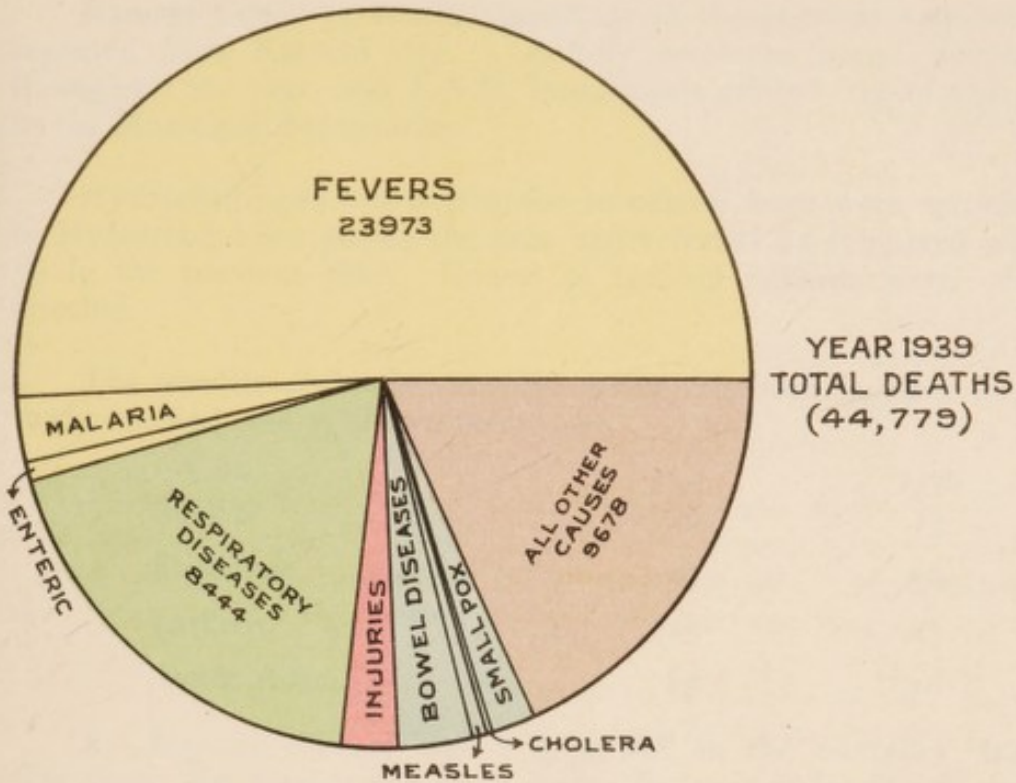 FEVERS
23973
YEAR 1939
TOTAL DEATHS
(44,779)
MALARIA
ENTERIC
RESPIRATORY
DISEASES
8444
INJURIES
BOWEL DISEASES
MEASLES
CHOLERA
SMALL POX
ALL OTHER
CAUSES
9678